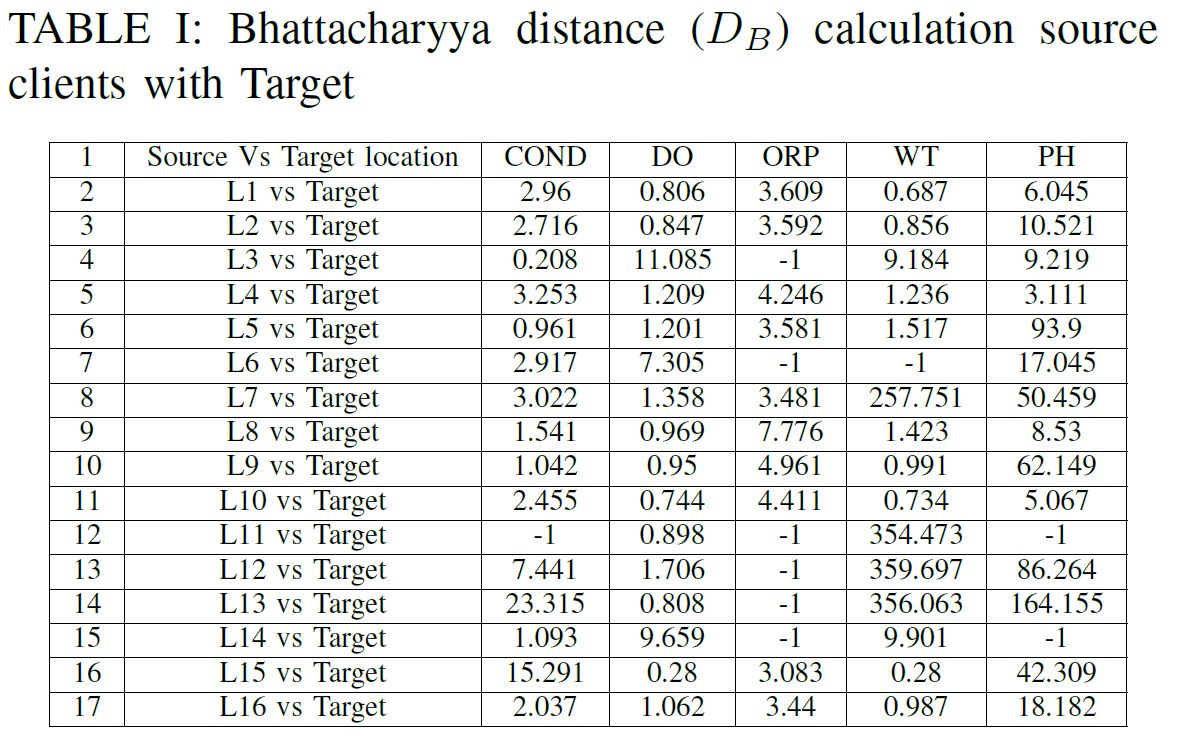 TABLE I: Bhattacharyya distance (D_B) calculation source
clients with Target
1 Source Vs Target location COND DO ORP WT PH
2 L1 vs Target 2.96 0.806 3.609 0.687 6.045
3 L2 vs Target 2.716 0.847 3.592 0.856 10.521
4 L3 vs Target 0.208 11.085 -1 9.184 9.219
5 L4 vs Target 3.253 1.209 4.246 1.236 3.111
6 L5 vs Target 0.961 1.201 3.581 1.517 93.9
7 L6 vs Target 2.917 7.305 -1 -1 17.045
8 L7 vs Target 3.022 1.358 3.481 257.751 50.459
9 L8 vs Target 1.541 0.969 7.776 1.423 8.53
10 L9 vs Target 1.042 0.95 4.961 0.991 62.149
11 L10 vs Target 2.455 0.744 4.411 0.734 5.067
12 L11 vs Target -1 0.898 -1 354.473 -1
13 L12 vs Target 7.441 1.706 -1 359.697 86.264
14 L13 vs Target 23.315 0.808 -1 356.063 164.155
15 L14 vs Target 1.093 9.659 -1 9.901 -1
16 L15 vs Target 15.291 0.28 3.083 0.28 42.309
17 L16 vs Target 2.037 1.062 3.44 0.987 18.182